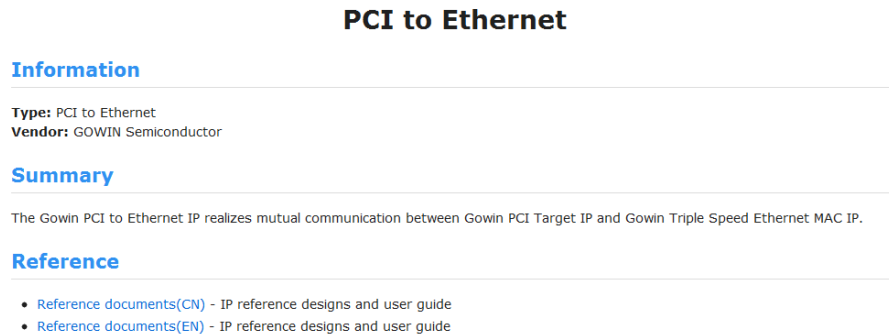 PCI to Ethernet
Information
Type: PCI to Ethernet
Vendor: GOWIN Semiconductor
Summary
The Gowin PCI to Ethernet IP realizes mutual communication between Gowin PCI Target IP and Gowin Triple Speed Ethernet MAC IP.
Reference
• Reference documents(CN) - IP reference designs and user guide
• Reference documents(EN) - IP reference designs and user guide